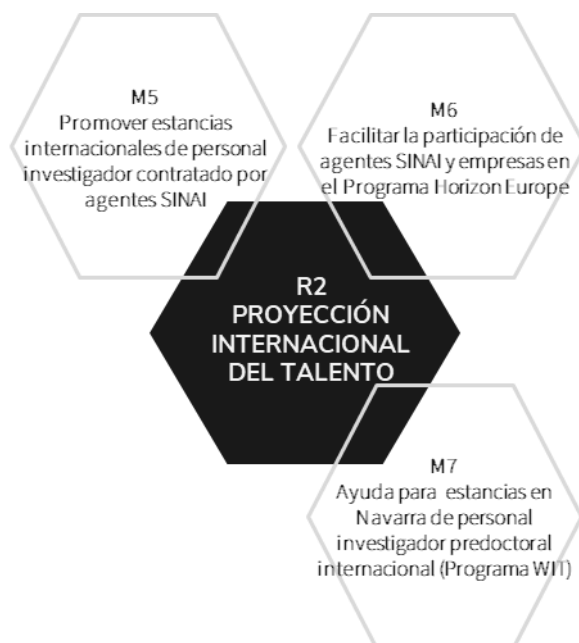 M5
Promover estancias
internacionales de personal
investigador contratado por
agentes SINAI
M6
Facilitar la participación de
agentes SINAI y empresas en
el Programa Horizon Europe
R2
PROYECCIÓN
INTERNACIONAL
DEL TALENTO
M7
Ayuda para estancias en
Navarra de personal
investigador predoctoral
internacional (Programa WIT)